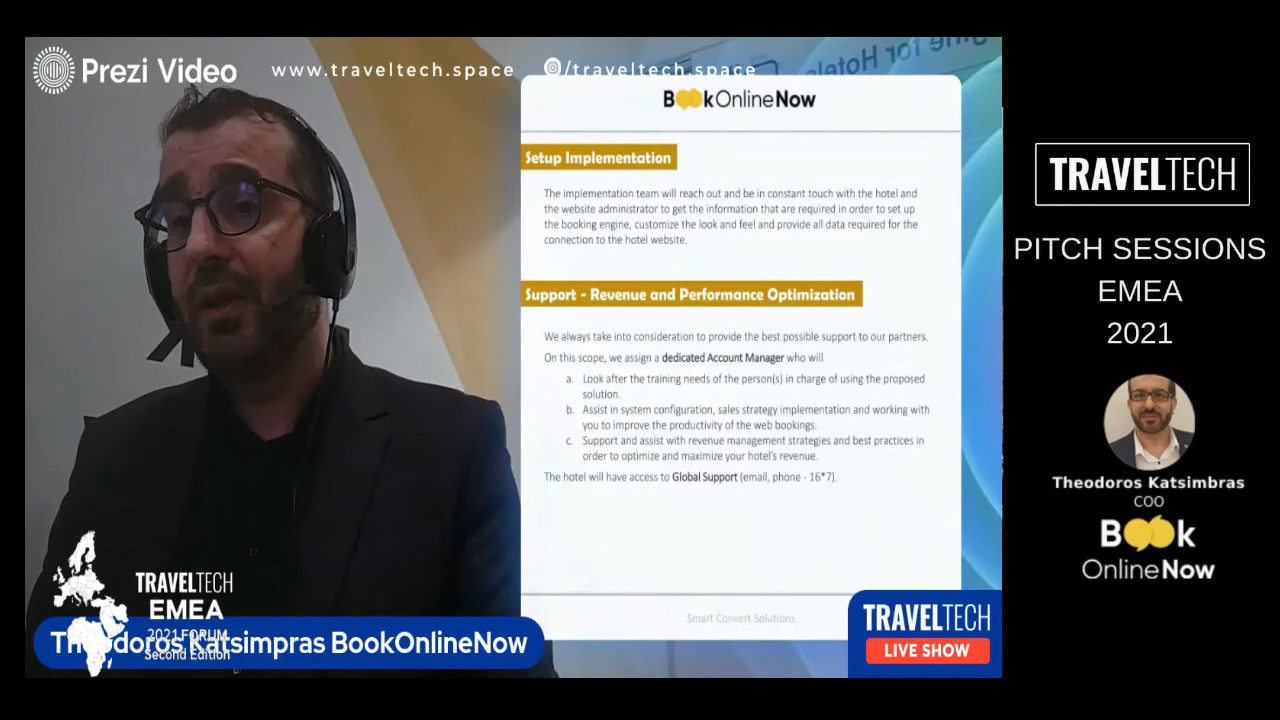 Prezi Video
www.traveltech.space
/traveltech.space
ine for Hotels
BookOnlineNow
Setup Implementation
The implementation team will reach out and be in constant touch with the hotel and
the website administrator to get the information that are required in order to set up
the booking engine, customize the look and feel and provide all data required for the
connection to the hotel website.
Support - Revenue and Performance Optimization
We always take into consideration to provide the best possible support to our partners.
On this scope, we assign a dedicated Account Manager who will
a. Look after the training needs of the person(s) in charge of using the proposed
solution.
b. Assist in system configuration, sales strategy implementation and working with
you to improve the productivity of the web bookings.
c. Support and assist with revenue management strategies and best practices in
order to optimize and maximize your hotel's revenue.
The hotel will have access to Global Support (email, phone - 16*7).
Smart Convert Solutions
TRAVELTECH
EMEA
2021 FORUM
Second Edition
Theodoros Katsimpras BookOnlineNow
TRAVELTECH
LIVE SHOW
TRAVELTECH
PITCH SESSIONS
EMEA
2021
Theodoros Katsimbras
COO
Book
OnlineNow